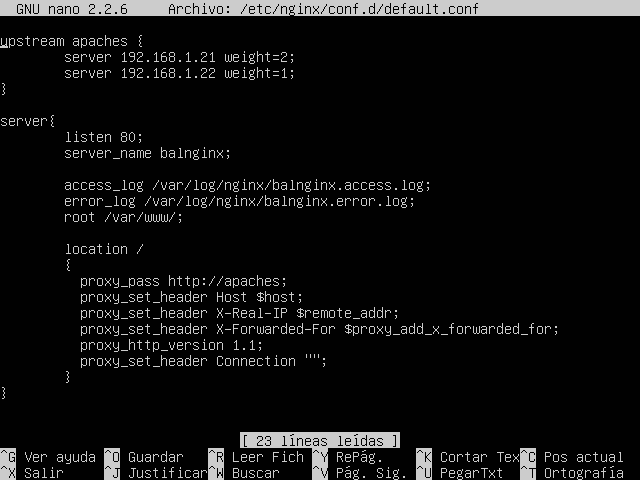 GNU nano 2.2.6 Archivo: /etc/nginx/conf.d/default.conf
upstream apaches {
server 192.168.1.21 weight=2;
server 192.168.1.22 weight=1;
}
server{
listen 80;
server_name balnginx;
access_log /var/log/nginx/balnginx.access.log;
error_log /var/log/nginx/balnginx.error.log;
root /var/www/;
location /
{
proxy_pass http://apaches;
proxy_set_header Host $host;
proxy_set_header X-Real-IP $remote_addr;
proxy_set_header X-Forwarded-For $proxy_add_x_forwarded_for;
proxy_http_version 1.1;
proxy_set_header Connection "";
}
}
[ 23 líneas leídas ]
^G Ver ayuda ^O Guardar ^R Leer Fich ^Y RePág. ^K Cortar Tex ^C Pos actual
^X Salir ^J Justificar ^W Buscar ^V Pág. Sig. ^U PegarTxt ^T Ortografía